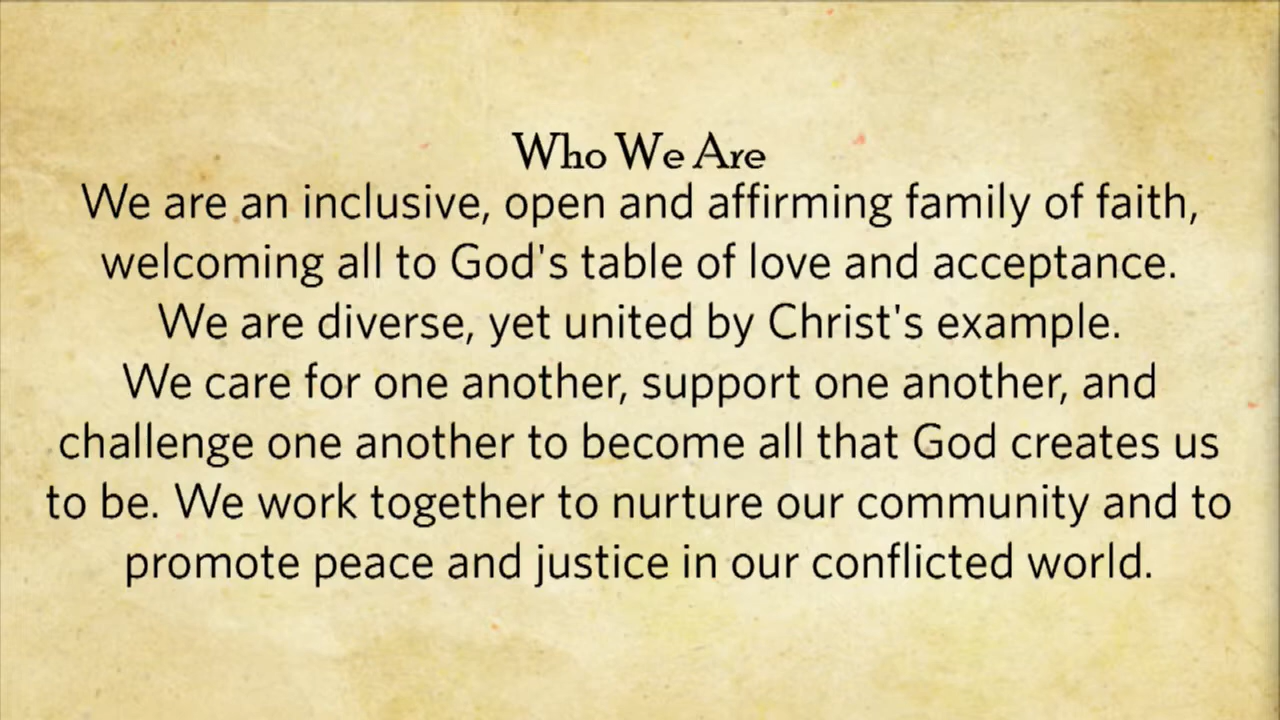 Who We Are
We are an inclusive, open and affirming family of faith,
welcoming all to God's table of love and acceptance.
We are diverse, yet united by Christ's example.
We care for one another, support one another, and
challenge one another to become all that God creates us
to be. We work together to nurture our community and to
promote peace and justice in our conflicted world.